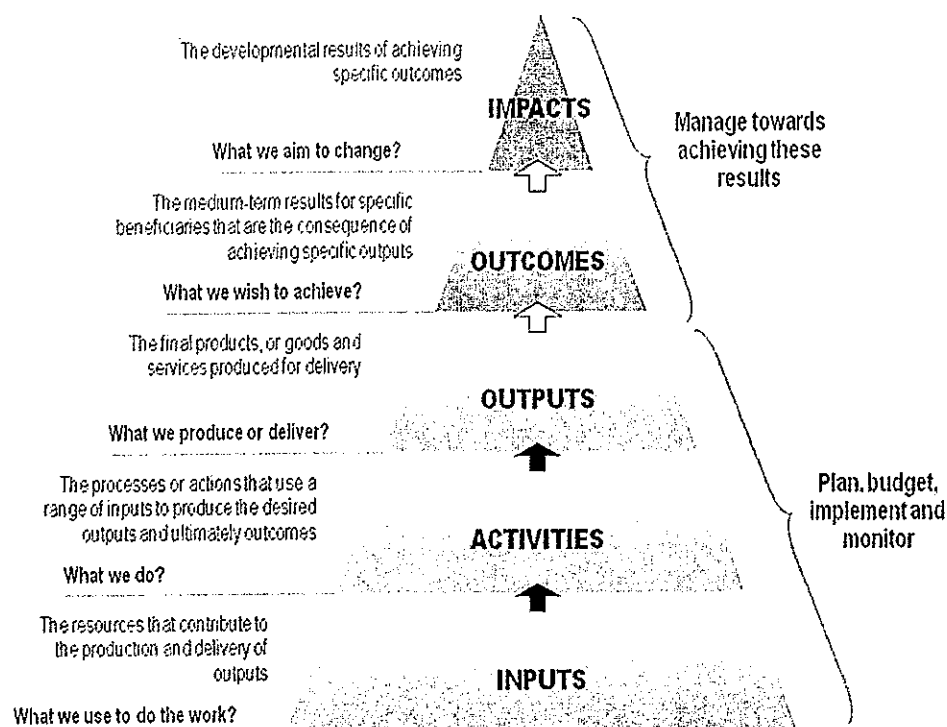 The developmental results of achieving
specific outcomes
IMPACTS
What we aim to change?
Manage towards
achieving these
results
The medium-term results for specific
beneficiaries that are the consequence of
achieving specific outputs
OUTCOMES
What we wish to achieve?
The final products, or goods and
services produced for delivery
OUTPUTS
What we produce or deliver?
The processes or actions that use a
range of inputs to produce the desired
outputs and ultimately outcomes
ACTIVITIES
What we do?
Plan, budget,
implement and
monitor
The resources that contribute to
the production and delivery of
outputs
INPUTS
What we use to do the work?